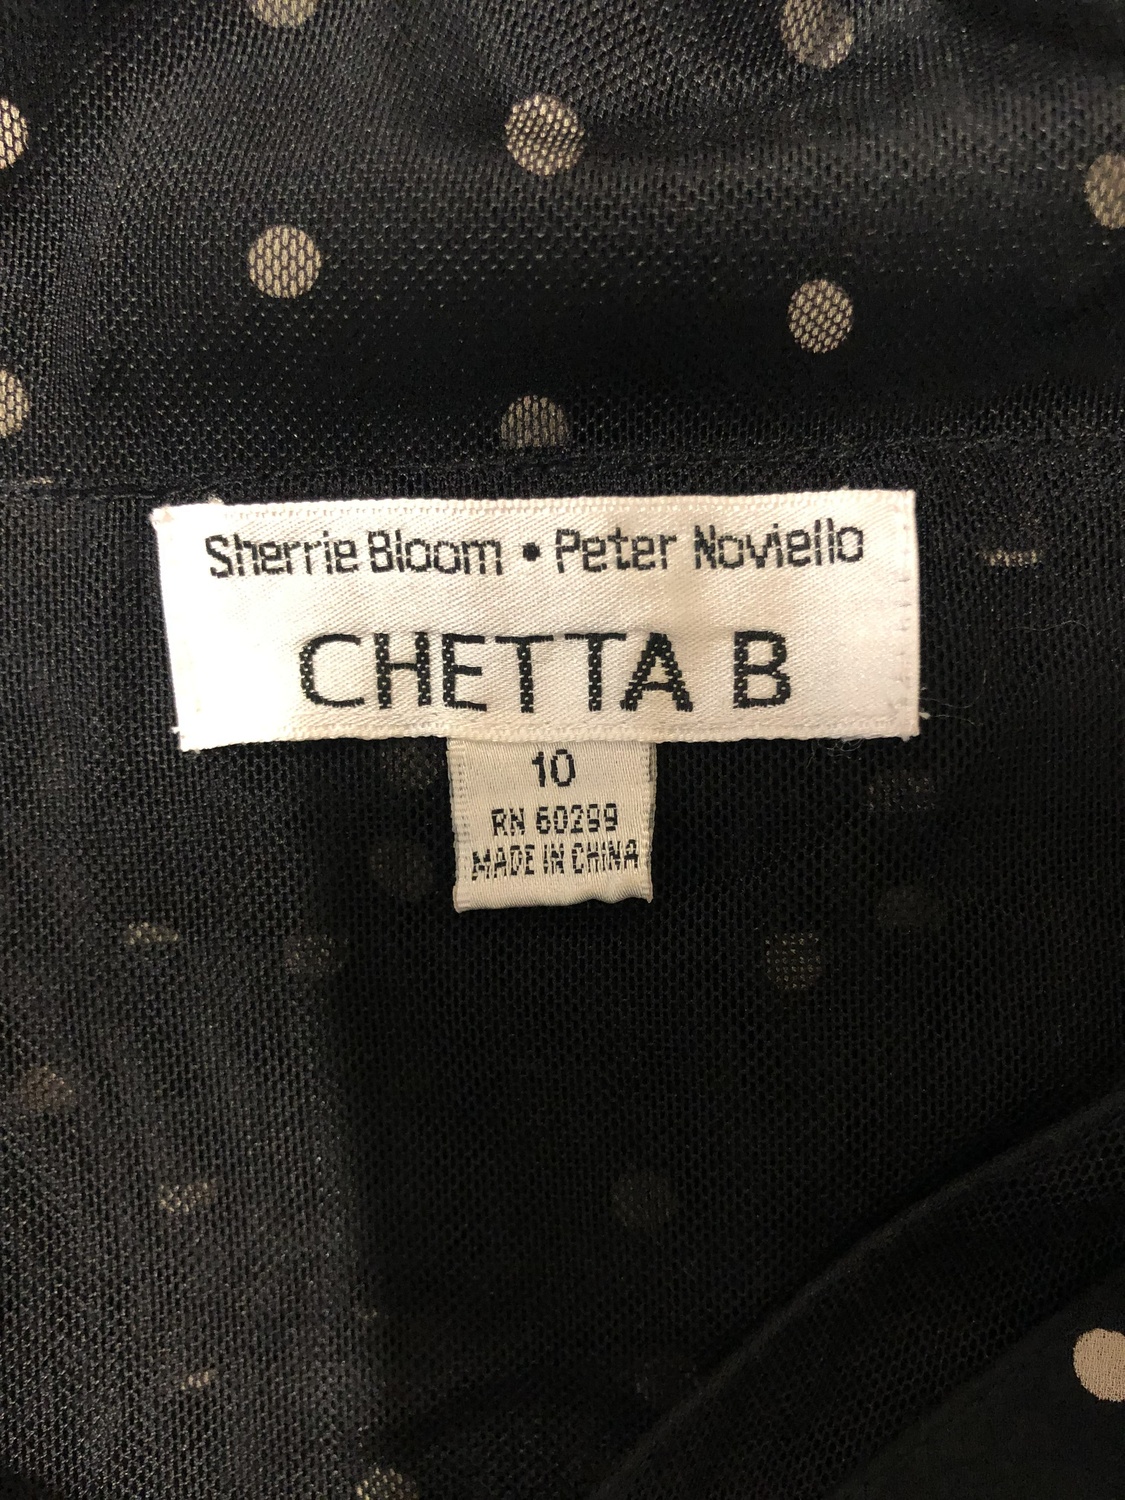 Sherrie Bloom • Peter Noviello
CHETTA B
10
RN 60299
MADE IN CHINA